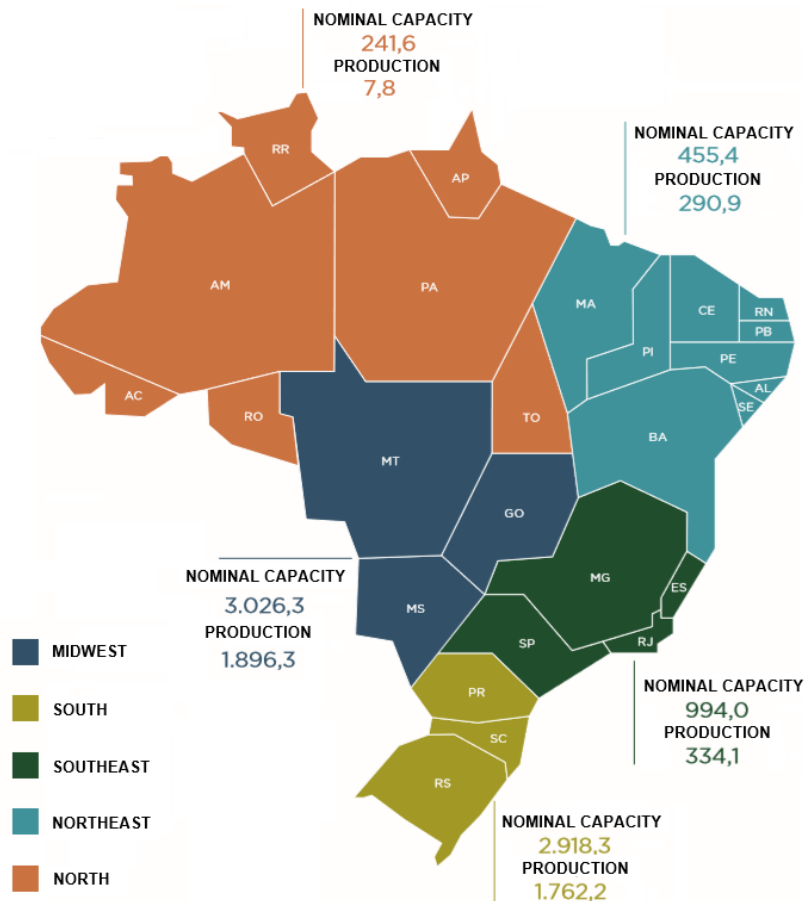 NOMINAL CAPACITY
241,6
PRODUCTION
7,8
NOMINAL CAPACITY
455,4
PRODUCTION
290,9
RR
AP
AM
PA
MA
CE
RN
PB
PI
PE
AL
SE
AC
RO
TO
BA
MT
GO
MG
ES
MS
SP
RJ
NOMINAL CAPACITY
3.026,3
PRODUCTION
1.896,3
MIDWEST
SOUTH
SOUTHEAST
NORTHEAST
NORTH
PR
SC
RS
NOMINAL CAPACITY
994,0
PRODUCTION
334,1
NOMINAL CAPACITY
2.918,3
PRODUCTION
1.762,2